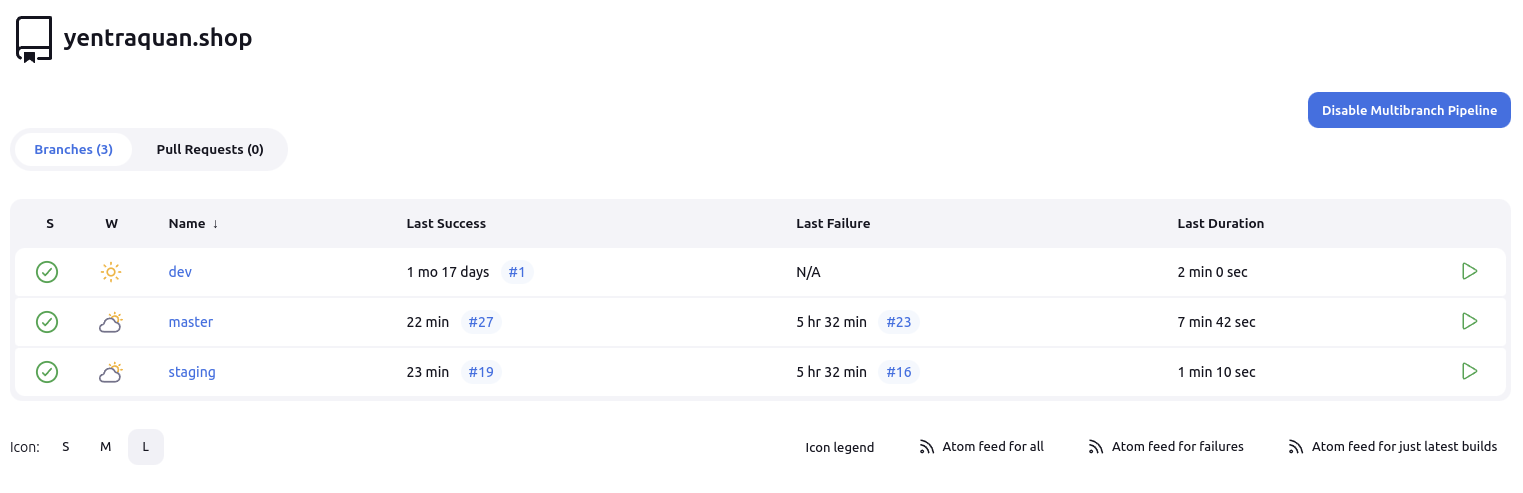 yentraquan.shop
Disable Multibranch Pipeline
Branches (3) Pull Requests (0)
S W Name ↓ Last Success Last Failure Last Duration
dev 1 mo 17 days #1 N/A 2 min 0 sec
master 22 min #27 5 hr 32 min #23 7 min 42 sec
staging 23 min #19 5 hr 32 min #16 1 min 10 sec
Icon: S M L Icon legend Atom feed for all Atom feed for failures Atom feed for just latest builds